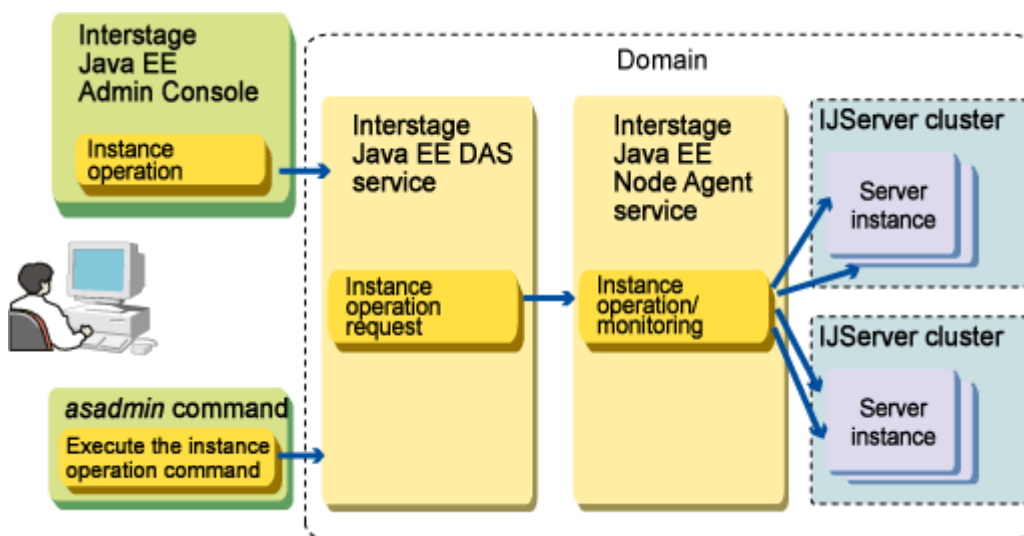 Interstage
Java EE
Admin Console
Instance
operation
Domain
Interstage
Java EE DAS
service
Instance
operation
request
Interstage
Java EE
Node Agent
service
Instance
operation/
monitoring
IJServer cluster
Server
instance
IJServer cluster
Server
instance
asadmin command
Execute the instance
operation command